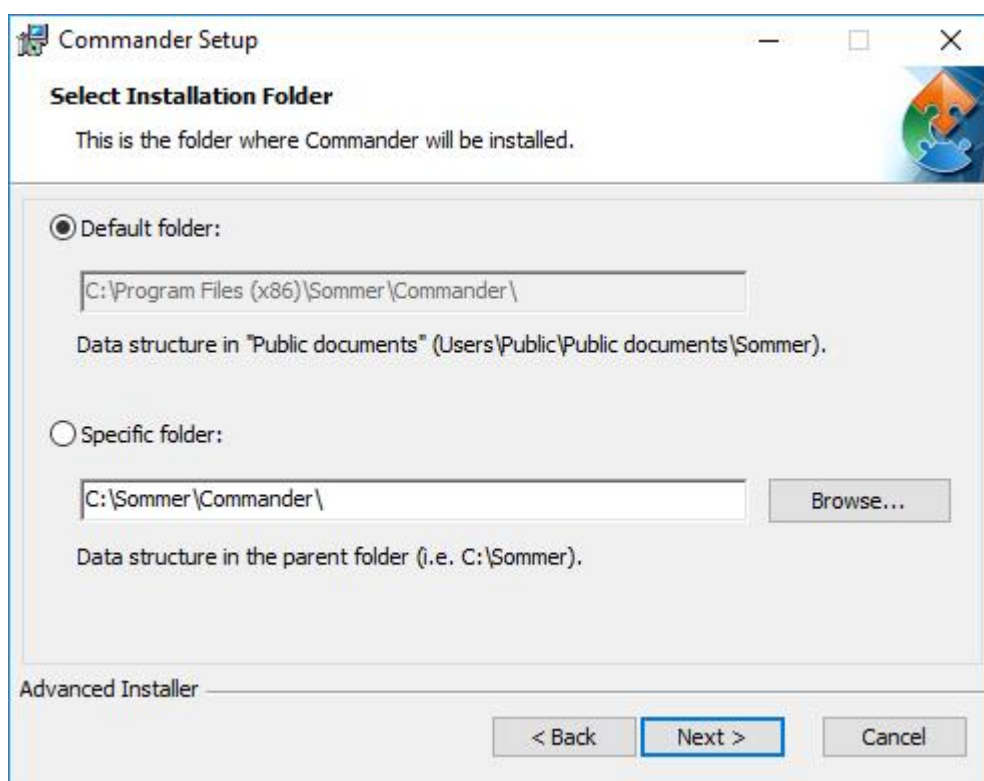 Commander Setup
Select Installation Folder
This is the folder where Commander will be installed.
Default folder:
C:\Program Files (x86)\Sommer\Commander\
Data structure in "Public documents" (Users\Public\Public documents\Sommer).
Specific folder:
C:\Sommer\Commander\
Browse...
Data structure in the parent folder (i.e. C:\Sommer).
Advanced Installer
< Back Next > Cancel